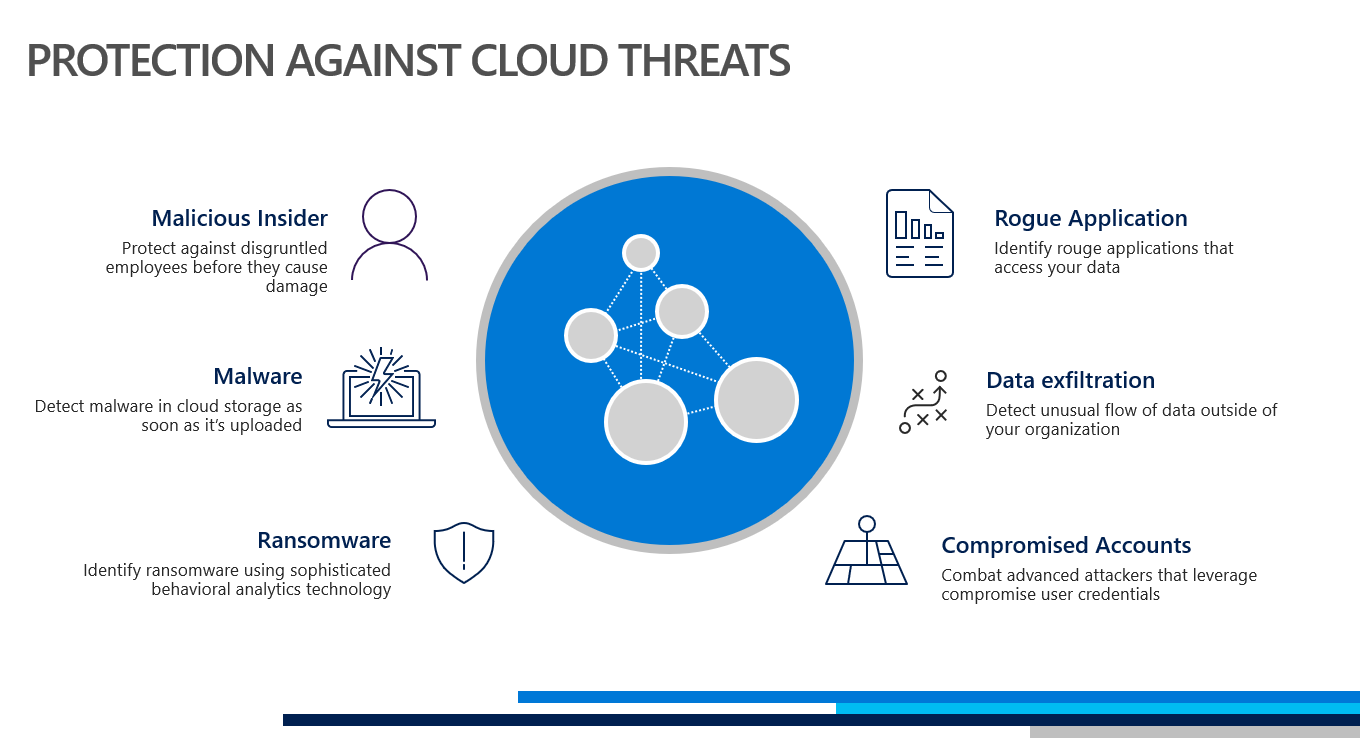 PROTECTION AGAINST CLOUD THREATS
Malicious Insider
Protect against disgruntled
employees before they cause
damage
Malware
Detect malware in cloud storage as
soon as it’s uploaded
Ransomware
Identify ransomware using sophisticated
behavioral analytics technology
Rogue Application
Identify rouge applications that
access your data
Data exfiltration
Detect unusual flow of data outside of
your organization
Compromised Accounts
Combat advanced attackers that leverage
compromise user credentials